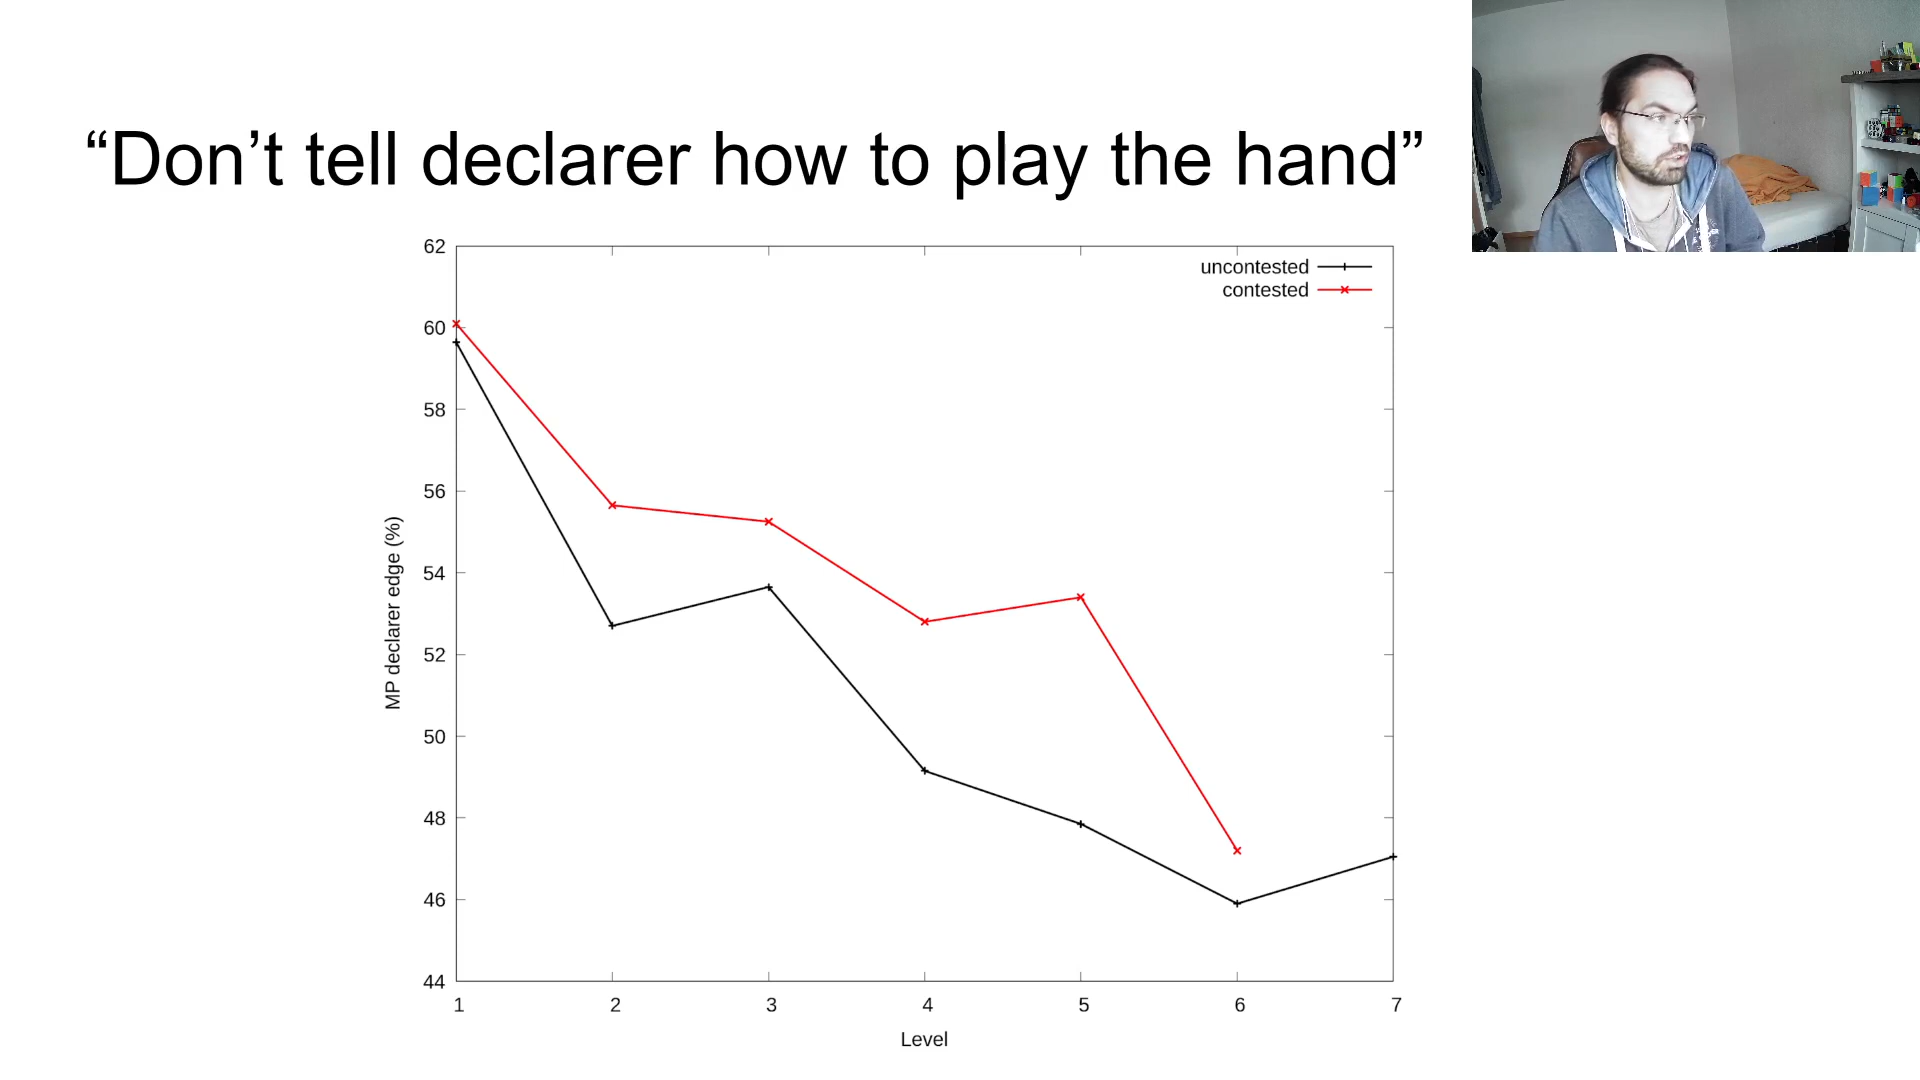 “Don’t tell declarer how to play the hand”
uncontested
contested
62
60
58
56
54
52
50
48
46
44
MP declarer edge (%)
1 2 3 4 5 6 7
Level